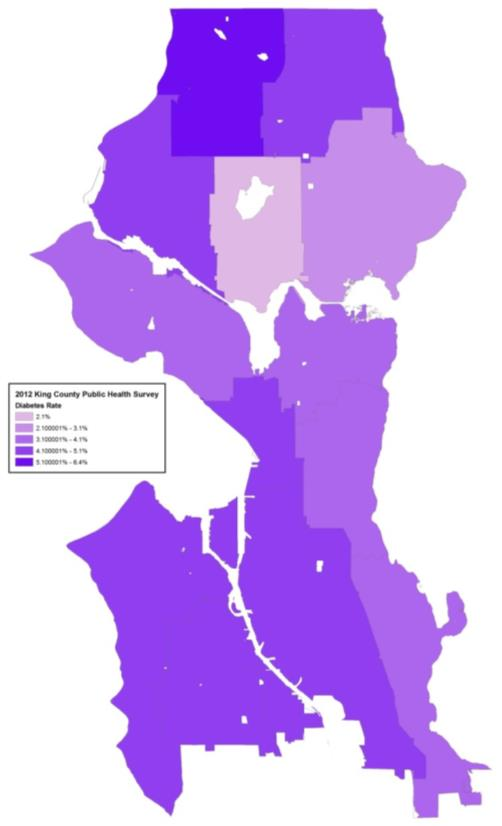 2012 King County Public Health Survey
Diabetes Rate
2.1%
2.100001% - 3.1%
3.100001% - 4.1%
4.100001% - 5.1%
5.100001% - 6.4%